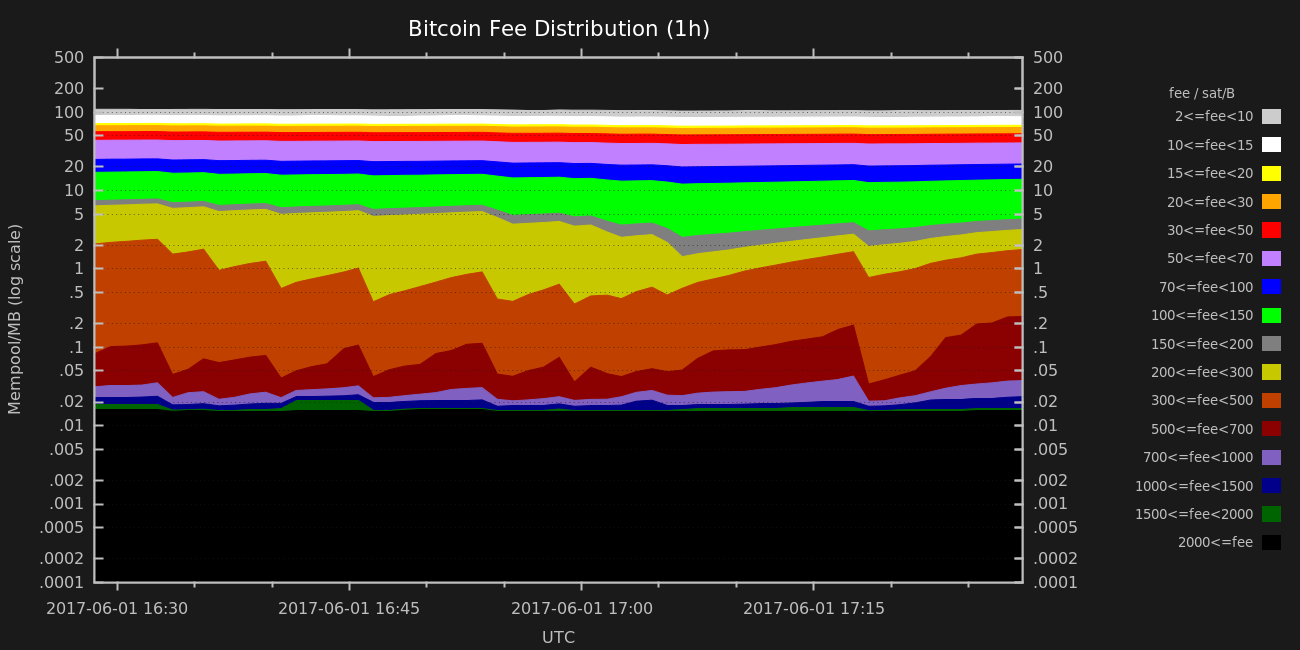 Bitcoin Fee Distribution (1h)
500 500
200 200
100 100
50 50
20 20
10 10
5 5
2 2
1 1
.5 .5
.2 .2
.1 .1
.05 .05
.02 .02
.01 .01
.005 .005
.002 .002
.001 .001
.0005 .0005
.0002 .0002
.0001 .0001
Mempool/MB (log scale)
2017-06-01 16:30 2017-06-01 16:45 2017-06-01 17:00 2017-06-01 17:15
UTC
fee / sat/B
2<=fee<10
10<=fee<15
15<=fee<20
20<=fee<30
30<=fee<50
50<=fee<70
70<=fee<100
100<=fee<150
150<=fee<200
200<=fee<300
300<=fee<500
500<=fee<700
700<=fee<1000
1000<=fee<1500
1500<=fee<2000
2000<=fee